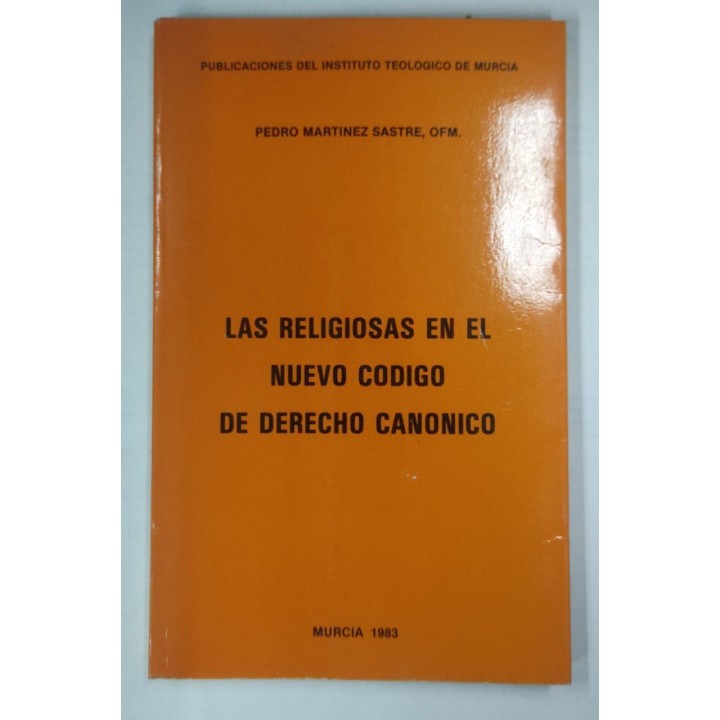 PUBLICACIONES DEL INSTITUTO TEOLOGICO DE MURCIA
PEDRO MARTINEZ SASTRE, OFM.
LAS RELIGIOSAS EN EL
NUEVO CODIGO
DE DERECHO CANONICO
MURCIA 1983